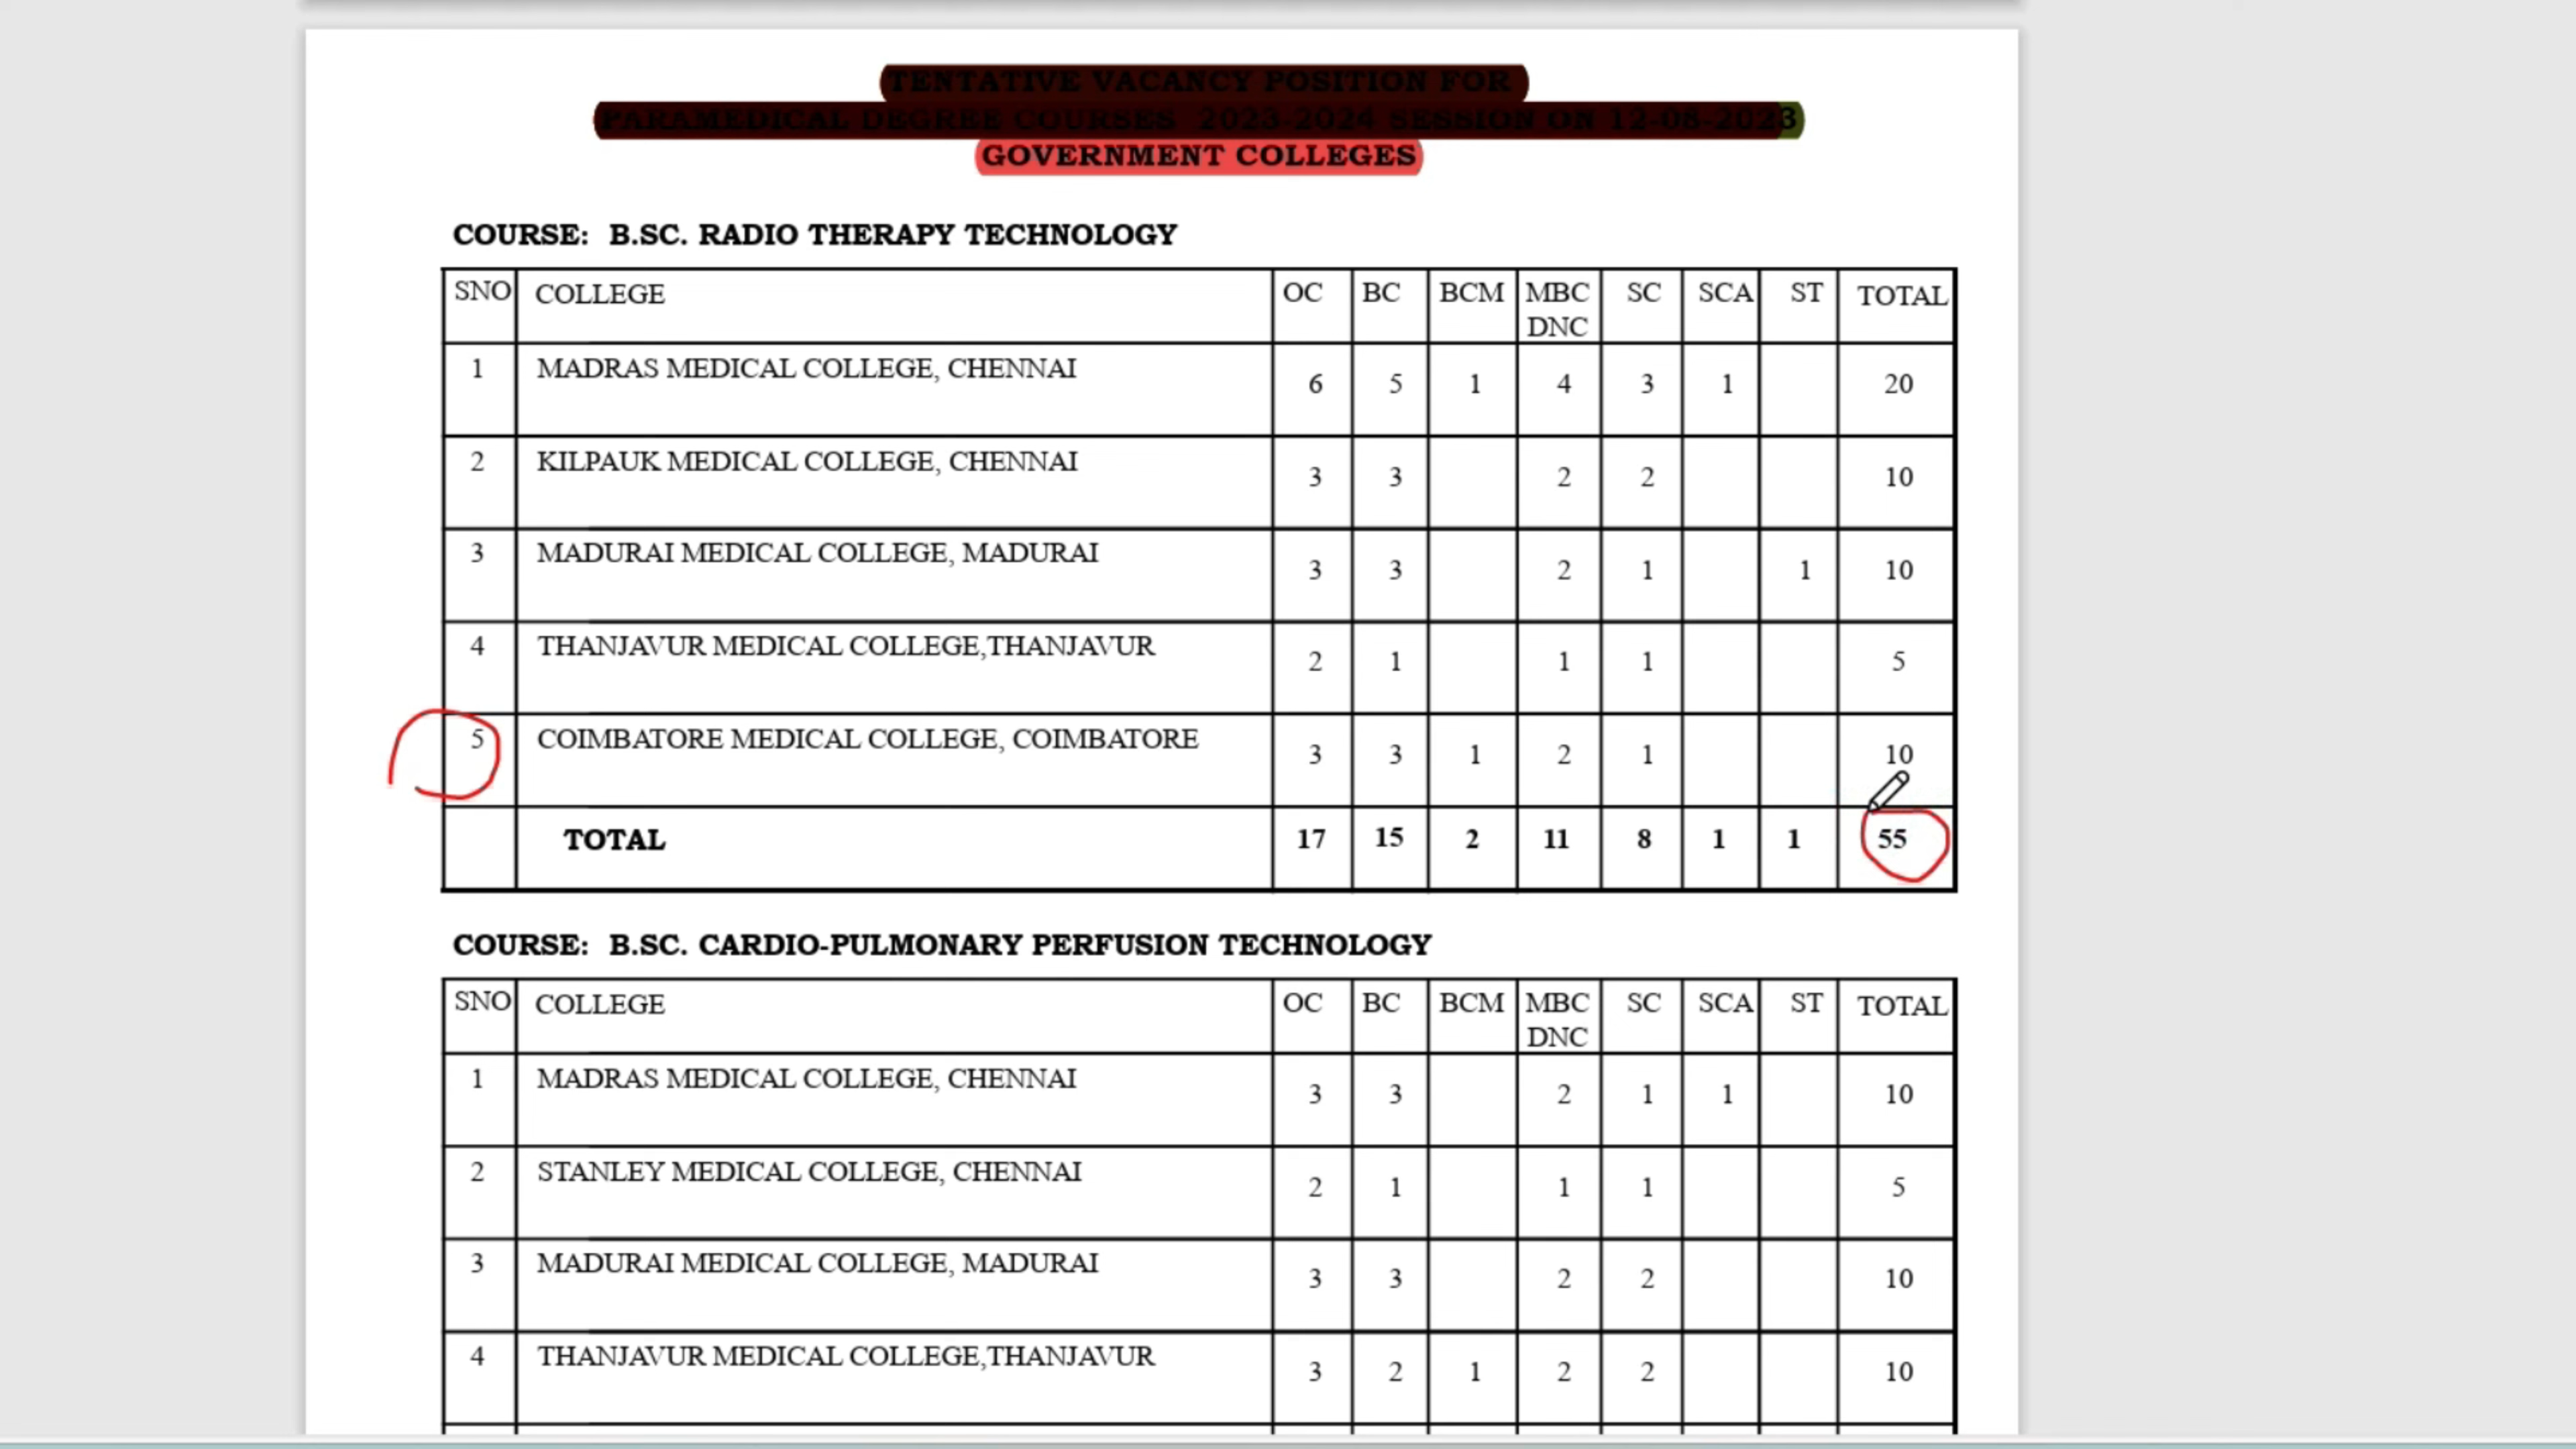 TENTATIVE VACANCY POSITION FOR
PARAMEDICAL DEGREE COURSES 2023-2024 SESSION ON 12-08-2023
GOVERNMENT COLLEGES
COURSE: B.SC. RADIO THERAPY TECHNOLOGY
SNO COLLEGE OC BC BCM MBC DNC SC SCA ST TOTAL
1 MADRAS MEDICAL COLLEGE, CHENNAI 6 5 1 4 3 1 20
2 KILPAUK MEDICAL COLLEGE, CHENNAI 3 3 2 2 10
3 MADURAI MEDICAL COLLEGE, MADURAI 3 3 2 1 1 10
4 THANJAVUR MEDICAL COLLEGE,THANJAVUR 2 1 1 1 5
5 COIMBATORE MEDICAL COLLEGE, COIMBATORE 3 3 1 2 1 10
TOTAL 17 15 2 11 8 1 1 55
COURSE: B.SC. CARDIO-PULMONARY PERFUSION TECHNOLOGY
SNO COLLEGE OC BC BCM MBC DNC SC SCA ST TOTAL
1 MADRAS MEDICAL COLLEGE, CHENNAI 3 3 2 1 1 10
2 STANLEY MEDICAL COLLEGE, CHENNAI 2 1 1 1 5
3 MADURAI MEDICAL COLLEGE, MADURAI 3 3 2 2 10
4 THANJAVUR MEDICAL COLLEGE,THANJAVUR 3 2 1 2 2 10